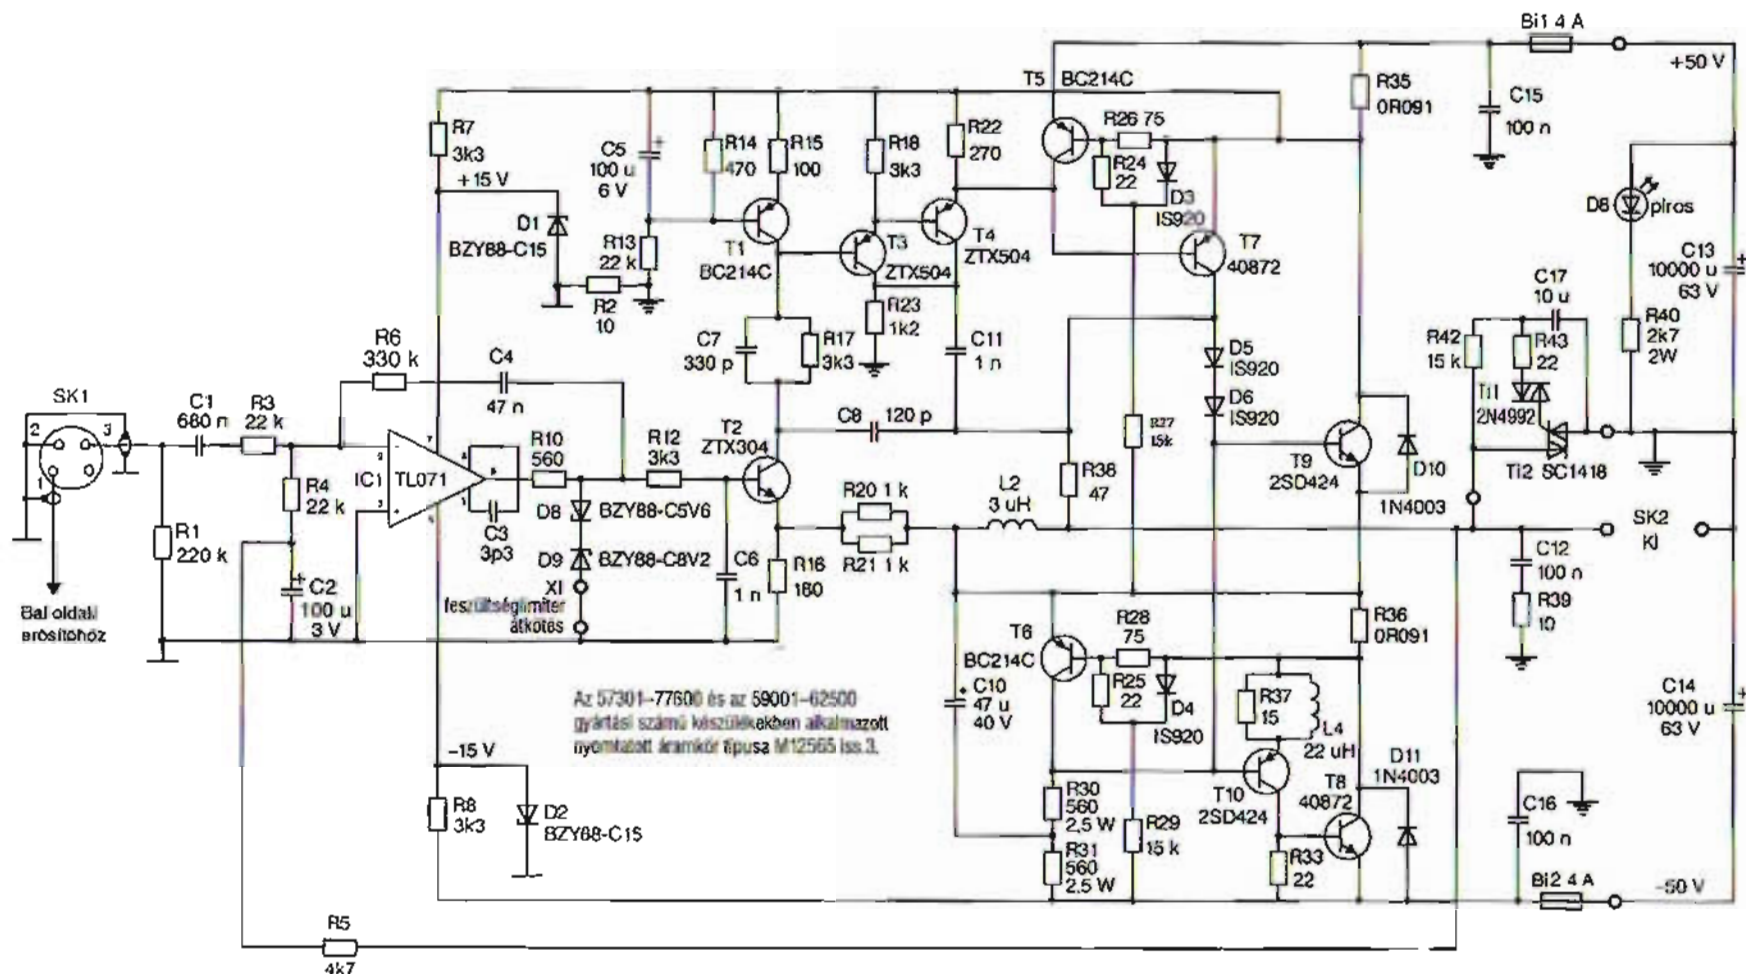 Bi1 4 A
+50 V
T5 BC214C
R35
0R091
C15
100 n
R7
3k3
C5
100 u
6 V
R14
470
R15
100
R18
3k3
R22
270
R26 75
R24
22
D3
IS920
+15 V
D1
BZY88-C15
R13
22 k
R2
10
T1
BC214C
T3
ZTX504
T4
ZTX504
T7
40872
D8 piros
C13
10000 u
63 V
C17
10 u
R42
15 k
R43
22
R40
2k7
2W
R23
1k2
C7
330 p
R17
3k3
C11
1 n
D5
IS920
D6
IS920
Ti1
2N4992
Ti2 SC1418
R6
330 k
C4
47 n
SK1
2
3
1
C1
680 n
R3
22 k
R4
22 k
IC1
TL071
R10
560
R12
3k3
T2
ZTX304
C8 120 p
R27
15k
T9
2SD424
D10
1N4003
R38
47
L2
3 uH
R20 1 k
R21 1 k
C3
3p3
D8 BZY88-C5V6
D9 BZY88-C8V2
C6
1 n
R16
180
R1
220 k
C2
100 u
3 V
XI
feszültséglimiter
átkötés
Bal oldali
erősítőhöz
SK2
KI
C12
100 n
R39
10
R36
0R091
T6
BC214C
R28
75
R25
22
D4
IS920
C10
47 u
40 V
R37
15
L4
22 uH
C14
10000 u
63 V
Az 57301–77600 és az 59001–62500
gyártási számú készülékekben alkalmazott
nyomtatott áramkör típusa M12565 iss.3.
–15 V
R8
3k3
D2
BZY88-C15
R30
560
2,5 W
R31
560
2.5 W
R29
15 k
T10
2SD424
T8
40872
D11
1N4003
R33
22
C16
100 n
Bi2 4 A
–50 V
R5
4k7